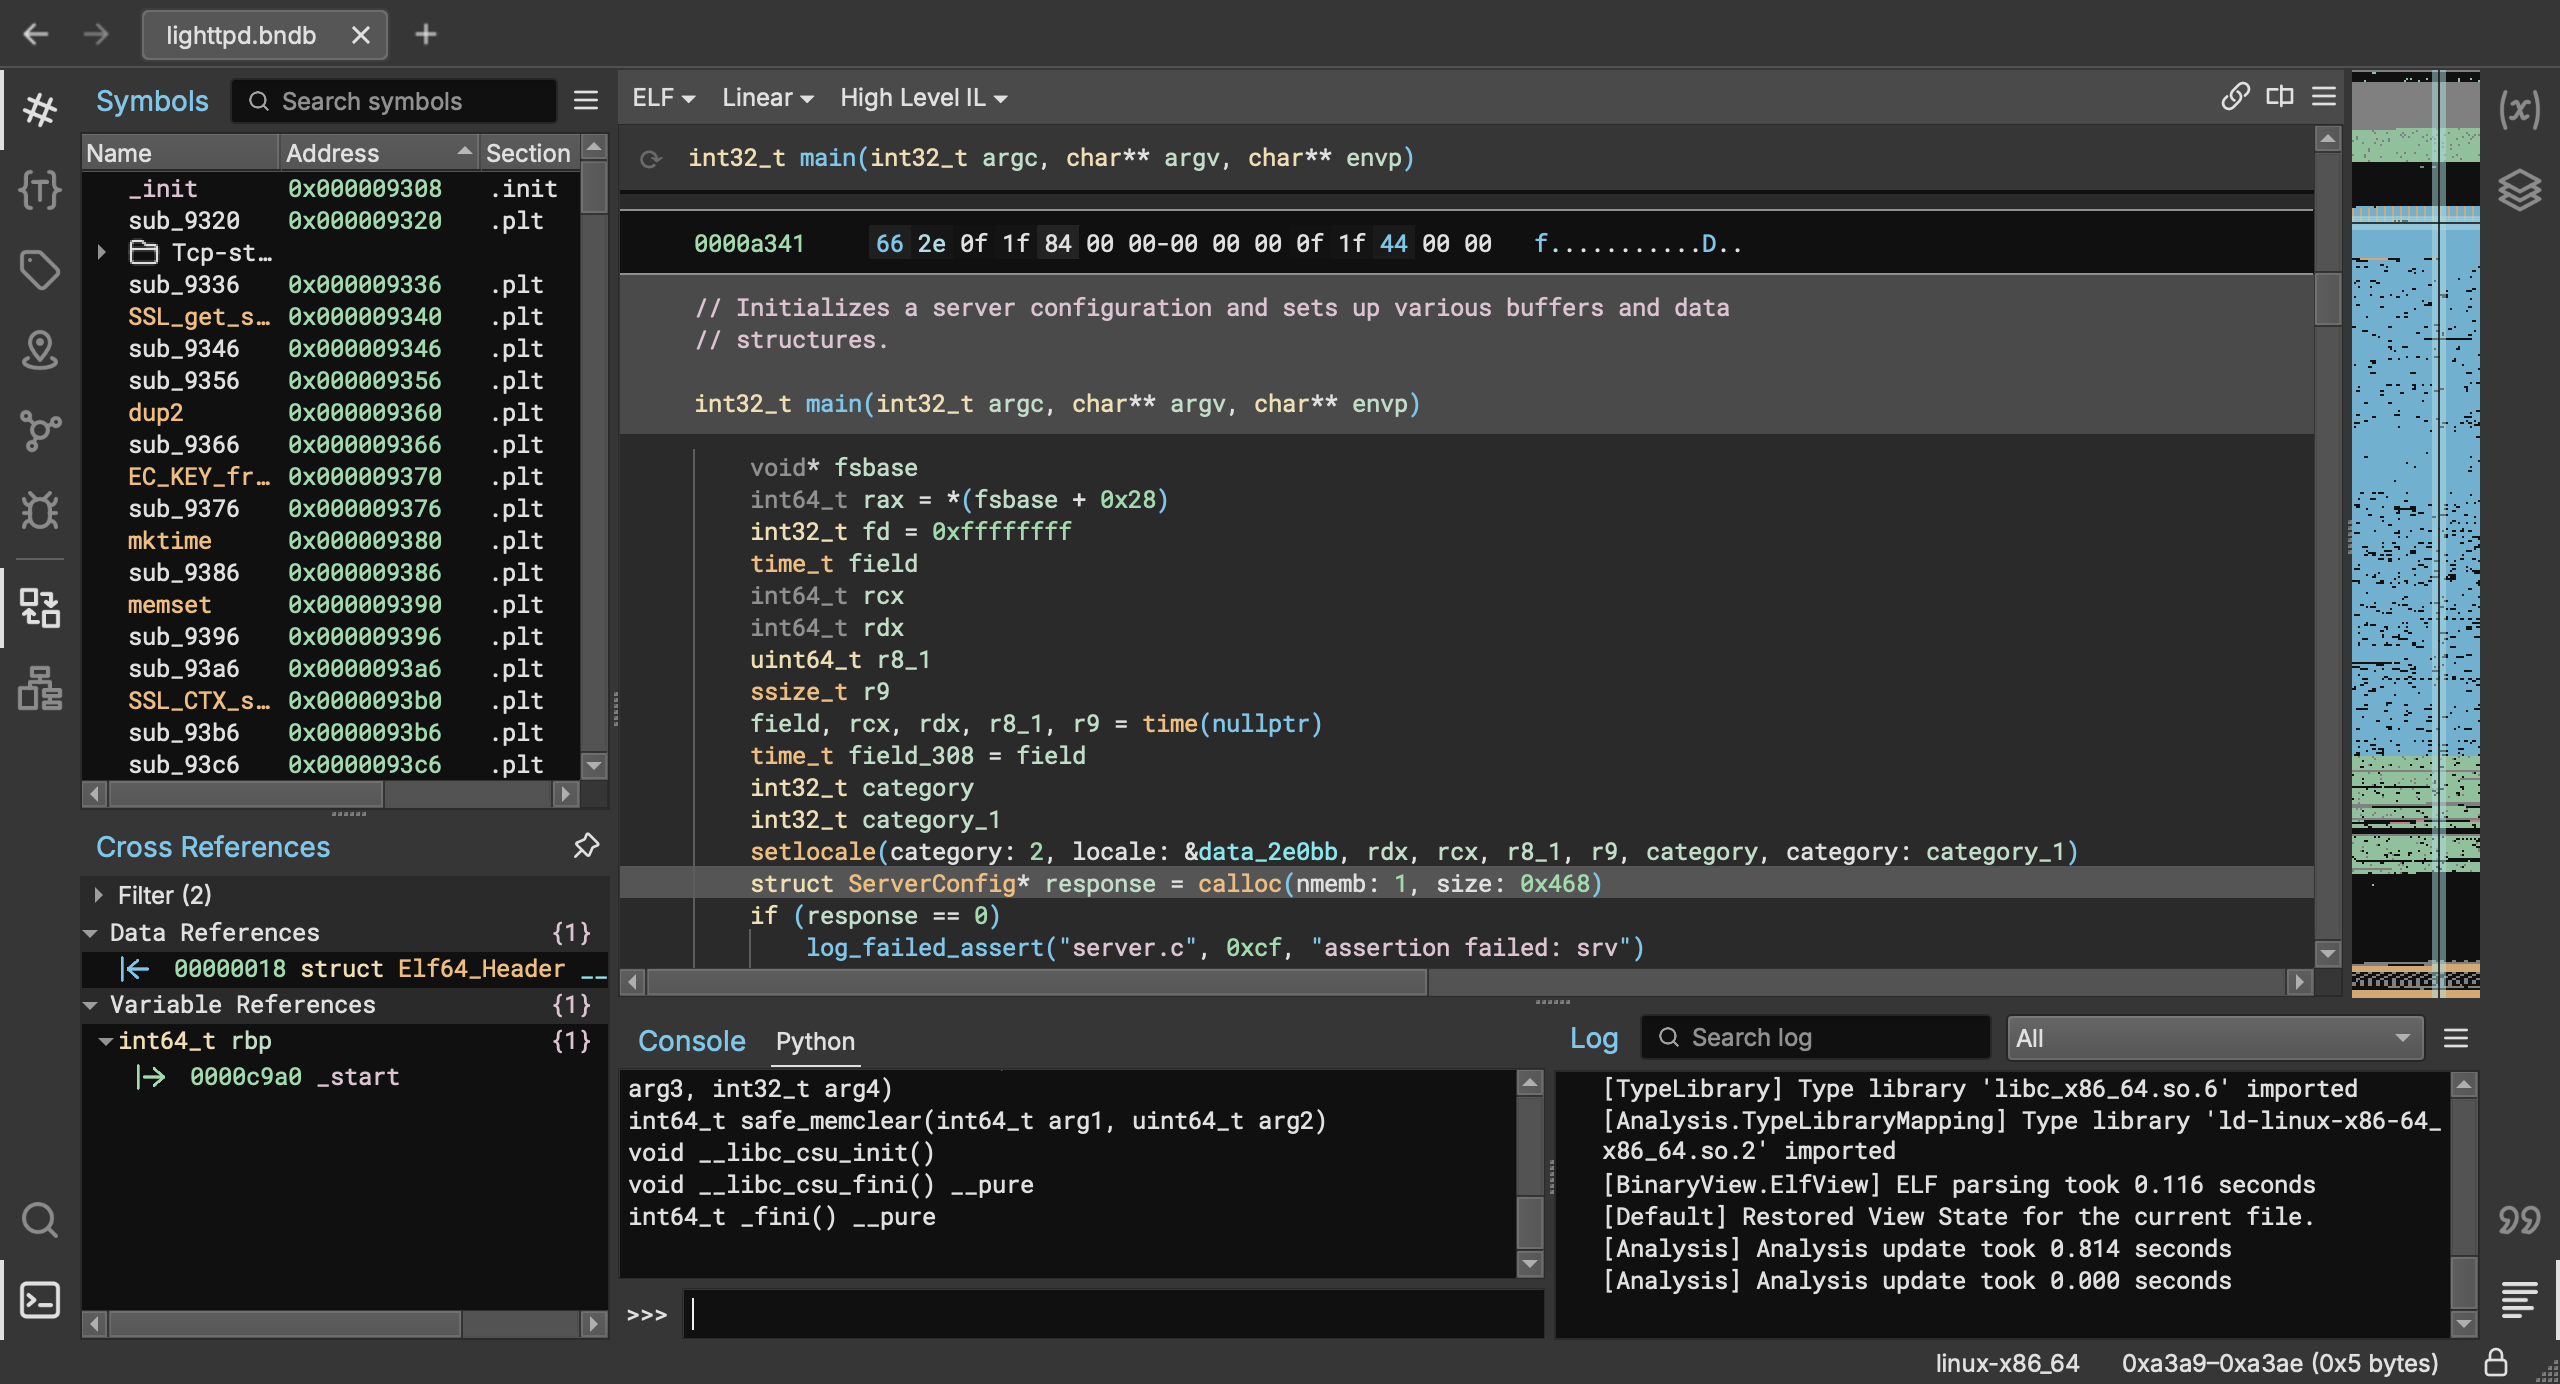 lighttpd.bndb
Symbols
Search symbols
Name Address Section
_init 0x000009308 .init
sub_9320 0x000009320 .plt
Tcp-st…
sub_9336 0x000009336 .plt
SSL_get_s… 0x000009340 .plt
sub_9346 0x000009346 .plt
sub_9356 0x000009356 .plt
dup2 0x000009360 .plt
sub_9366 0x000009366 .plt
EC_KEY_fr… 0x000009370 .plt
sub_9376 0x000009376 .plt
mktime 0x000009380 .plt
sub_9386 0x000009386 .plt
memset 0x000009390 .plt
sub_9396 0x000009396 .plt
sub_93a6 0x0000093a6 .plt
SSL_CTX_s… 0x0000093b0 .plt
sub_93b6 0x0000093b6 .plt
sub_93c6 0x0000093c6 .plt
Cross References
Filter (2)
Data References {1}
00000018 struct Elf64_Header __
Variable References {1}
int64_t rbp {1}
0000c9a0 _start
ELF Linear High Level IL
int32_t main(int32_t argc, char** argv, char** envp)
0000a341 66 2e 0f 1f 84 00 00-00 00 00 0f 1f 44 00 00 f...........D..
// Initializes a server configuration and sets up various buffers and data
// structures.
int32_t main(int32_t argc, char** argv, char** envp)
void* fsbase
int64_t rax = *(fsbase + 0x28)
int32_t fd = 0xffffffff
time_t field
int64_t rcx
int64_t rdx
uint64_t r8_1
ssize_t r9
field, rcx, rdx, r8_1, r9 = time(nullptr)
time_t field_308 = field
int32_t category
int32_t category_1
setlocale(category: 2, locale: &data_2e0bb, rdx, rcx, r8_1, r9, category, category: category_1)
struct ServerConfig* response = calloc(nmemb: 1, size: 0x468)
if (response == 0)
log_failed_assert("server.c", 0xcf, "assertion failed: srv")
Console Python
arg3, int32_t arg4)
int64_t safe_memclear(int64_t arg1, uint64_t arg2)
void __libc_csu_init()
void __libc_csu_fini() __pure
int64_t _fini() __pure
>>>
Log
Search log
All
[TypeLibrary] Type library 'libc_x86_64.so.6' imported
[Analysis.TypeLibraryMapping] Type library 'ld-linux-x86-64_
x86_64.so.2' imported
[BinaryView.ElfView] ELF parsing took 0.116 seconds
[Default] Restored View State for the current file.
[Analysis] Analysis update took 0.814 seconds
[Analysis] Analysis update took 0.000 seconds
linux-x86_64 0xa3a9–0xa3ae (0x5 bytes)